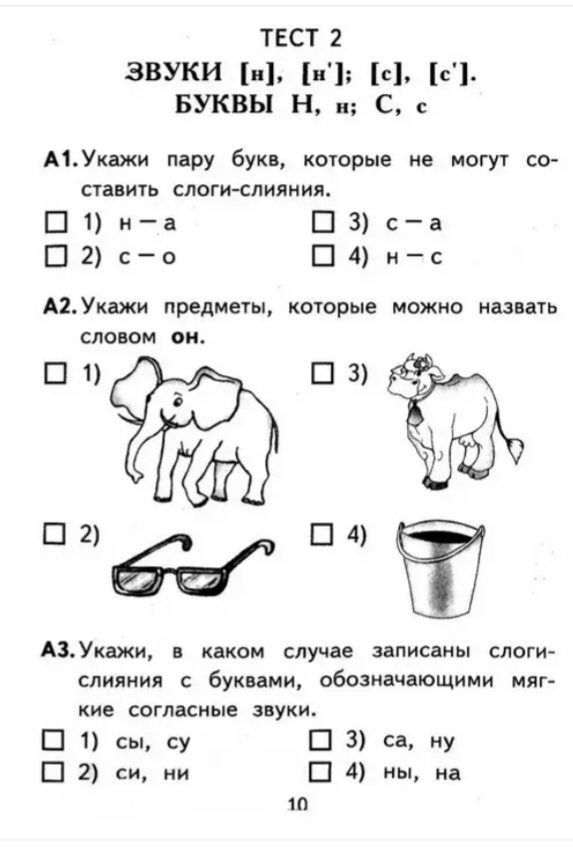 ТЕСТ 2
ЗВУКИ [н], [н']; [с], [с'].
БУКВЫ Н, н; С, с
А1. Укажи пару букв, которые не могут со-
ставить слоги-слияния.
1) н — а
3) с — а
2) с — о
4) н — с
А2. Укажи предметы, которые можно назвать
словом он.
1)
3)
2)
4)
А3. Укажи, в каком случае записаны слоги-
слияния с буквами, обозначающими мяг-
кие согласные звуки.
1) сы, су
3) са, ну
2) си, ни
4) ны, на
10